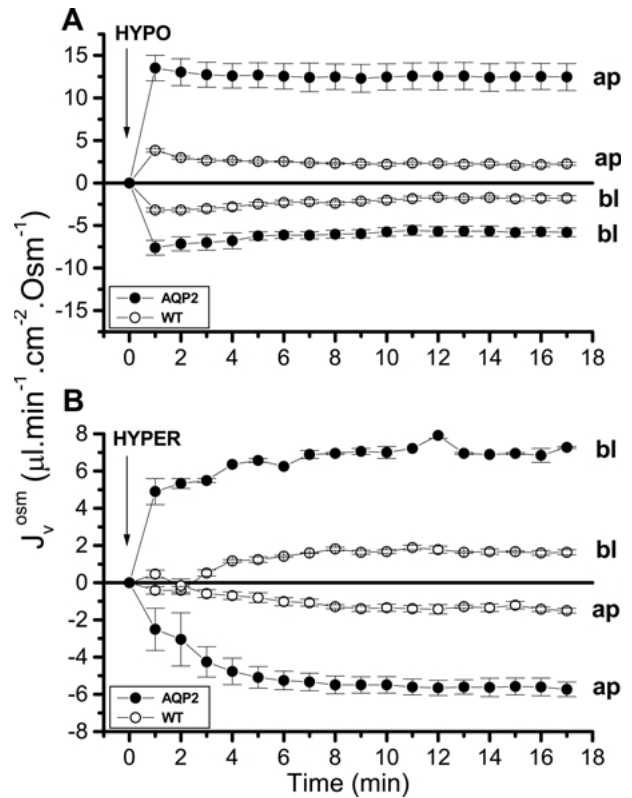 A
HYPO
15
10
5
0
-5
-10
-15
ap
ap
bl
bl
AQP2
WT
0 2 4 6 8 10 12 14 16 18
B
HYPER
8
6
4
2
0
-2
-4
-6
-8
bl
bl
ap
ap
AQP2
WT
0 2 4 6 8 10 12 14 16 18
Time (min)
Jᵥᵒˢᵐ (µl.min⁻¹.cm⁻².Osm⁻¹)